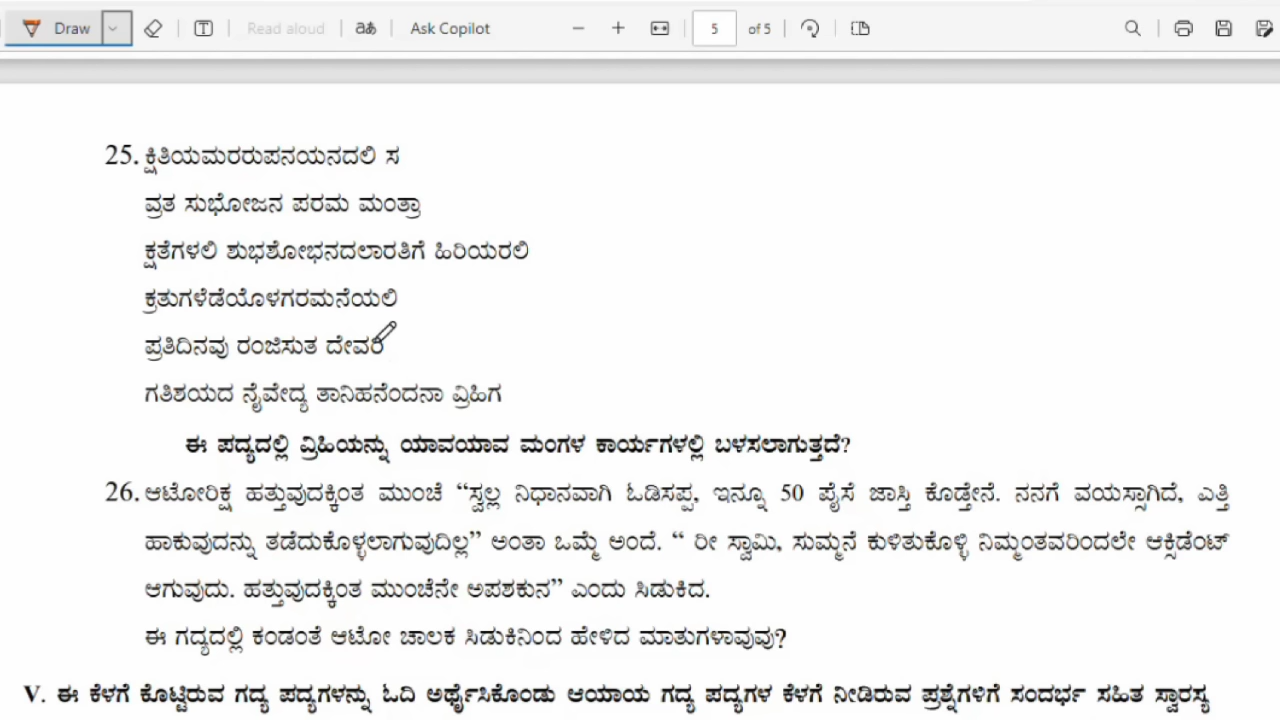 Draw Read aloud aあ Ask Copilot 5 of 5
25. ಕ್ಷಿತಿಯಮರರುಪನಯನದಲಿ ಸ
ವ್ರತ ಸುಭೋಜನ ಪರಮ ಮಂತ್ರಾ
ಕ್ಷತೆಗಳಲಿ ಶುಭಶೋಭನದಲಾರತಿಗೆ ಹಿರಿಯರಲಿ
ಕ್ರತುಗಳೆಡೆಯೊಳಗರಮನೆಯಲಿ
ಪ್ರತಿದಿನವು ರಂಜಿಸುತ ದೇವರಿ
ಗತಿಶಯದ ನೈವೇದ್ಯ ತಾನಿಹನೆಂದನಾ ವ್ರಿಹಿಗ
ಈ ಪದ್ಯದಲ್ಲಿ ವ್ರಿಹಿಯನ್ನು ಯಾವಯಾವ ಮಂಗಳ ಕಾರ್ಯಗಳಲ್ಲಿ ಬಳಸಲಾಗುತ್ತದೆ?
26. ಆಟೋರಿಕ್ಷ ಹತ್ತುವುದಕ್ಕಿಂತ ಮುಂಚೆ “ಸ್ವಲ್ಪ ನಿಧಾನವಾಗಿ ಓಡಿಸಪ್ಪ, ಇನ್ನೂ 50 ಪೈಸೆ ಜಾಸ್ತಿ ಕೊಡ್ತೇನೆ. ನನಗೆ ವಯಸ್ಸಾಗಿದೆ, ಎತ್ತಿ
ಹಾಕುವುದನ್ನು ತಡೆದುಕೊಳ್ಳಲಾಗುವುದಿಲ್ಲ” ಅಂತಾ ಒಮ್ಮೆ ಅಂದೆ. “ ರೀ ಸ್ವಾಮಿ, ಸುಮ್ಮನೆ ಕುಳಿತುಕೊಳ್ಳಿ ನಿಮ್ಮಂತವರಿಂದಲೇ ಆಕ್ಸಿಡೆಂಟ್
ಆಗುವುದು. ಹತ್ತುವುದಕ್ಕಿಂತ ಮುಂಚೆನೇ ಅಪಶಕುನ” ಎಂದು ಸಿಡುಕಿದ.
ಈ ಗದ್ಯದಲ್ಲಿ ಕಂಡಂತೆ ಆಟೋ ಚಾಲಕ ಸಿಡುಕಿನಿಂದ ಹೇಳಿದ ಮಾತುಗಳಾವುವು?
V. ಈ ಕೆಳಗೆ ಕೊಟ್ಟಿರುವ ಗದ್ಯ ಪದ್ಯಗಳನ್ನು ಓದಿ ಅರ್ಥೈಸಿಕೊಂಡು ಆಯಾಯ ಗದ್ಯ ಪದ್ಯಗಳ ಕೆಳಗೆ ನೀಡಿರುವ ಪ್ರಶ್ನೆಗಳಿಗೆ ಸಂದರ್ಭ ಸಹಿತ ಸ್ವಾರಸ್ಯ